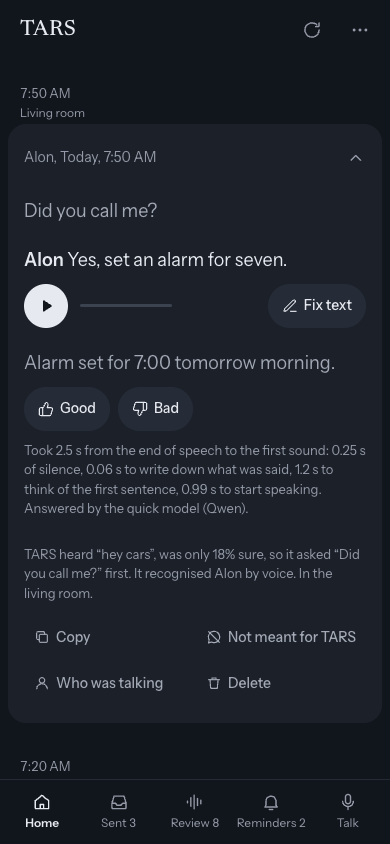 TARS
7:50 AM
Living room
Alon, Today, 7:50 AM
Did you call me?
Alon Yes, set an alarm for seven.
Fix text
Alarm set for 7:00 tomorrow morning.
Good
Bad
Took 2.5 s from the end of speech to the first sound: 0.25 s
of silence, 0.06 s to write down what was said, 1.2 s to
think of the first sentence, 0.99 s to start speaking.
Answered by the quick model (Qwen).
TARS heard “hey cars”, was only 18% sure, so it asked “Did
you call me?” first. It recognised Alon by voice. In the
living room.
Copy
Not meant for TARS
Who was talking
Delete
7:20 AM
Home
Sent 3
Review 8
Reminders 2
Talk